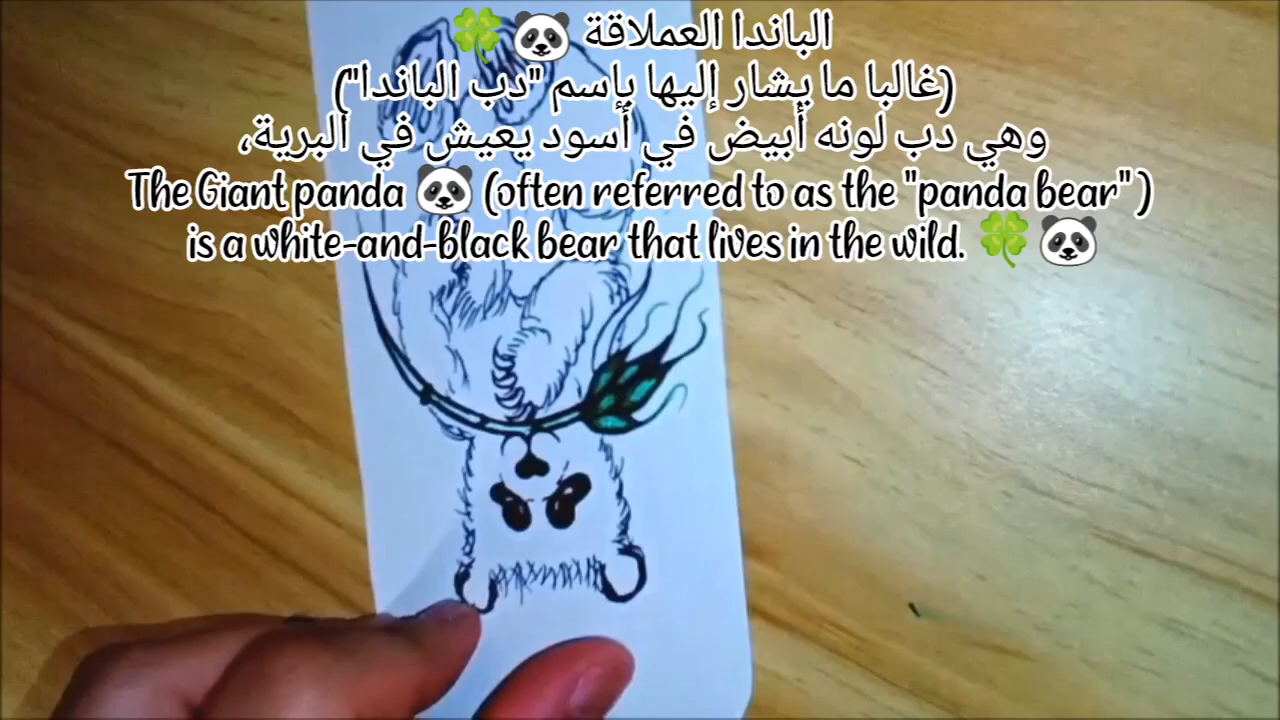 الباندا العملاقة 🐼🍀
(غالبا ما يشار إليها بإسم "دب الباندا")
وهي دب لونه أبيض في أسود يعيش في البرية،
The Giant panda 🐼 (often referred to as the "panda bear" )
is a white-and-black bear that lives in the wild. 🍀🐼